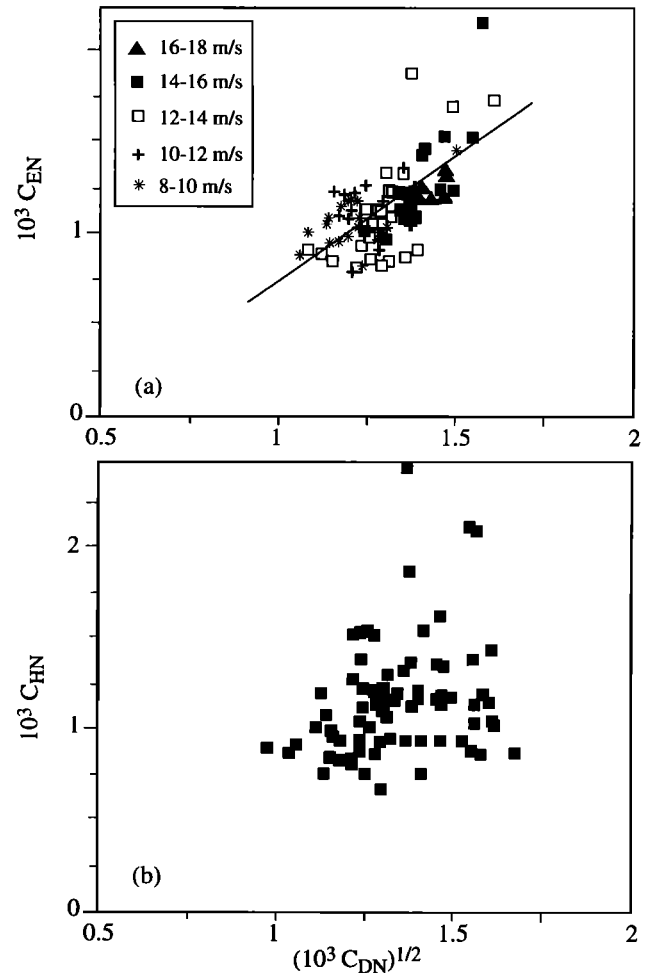 16-18 m/s
14-16 m/s
12-14 m/s
10-12 m/s
8-10 m/s
10³ C_EN
1
0
(a)
0.5 1 1.5 2
2
10³ C_HN
1
0
(b)
0.5 1 1.5 2
(10³ C_DN)^1/2